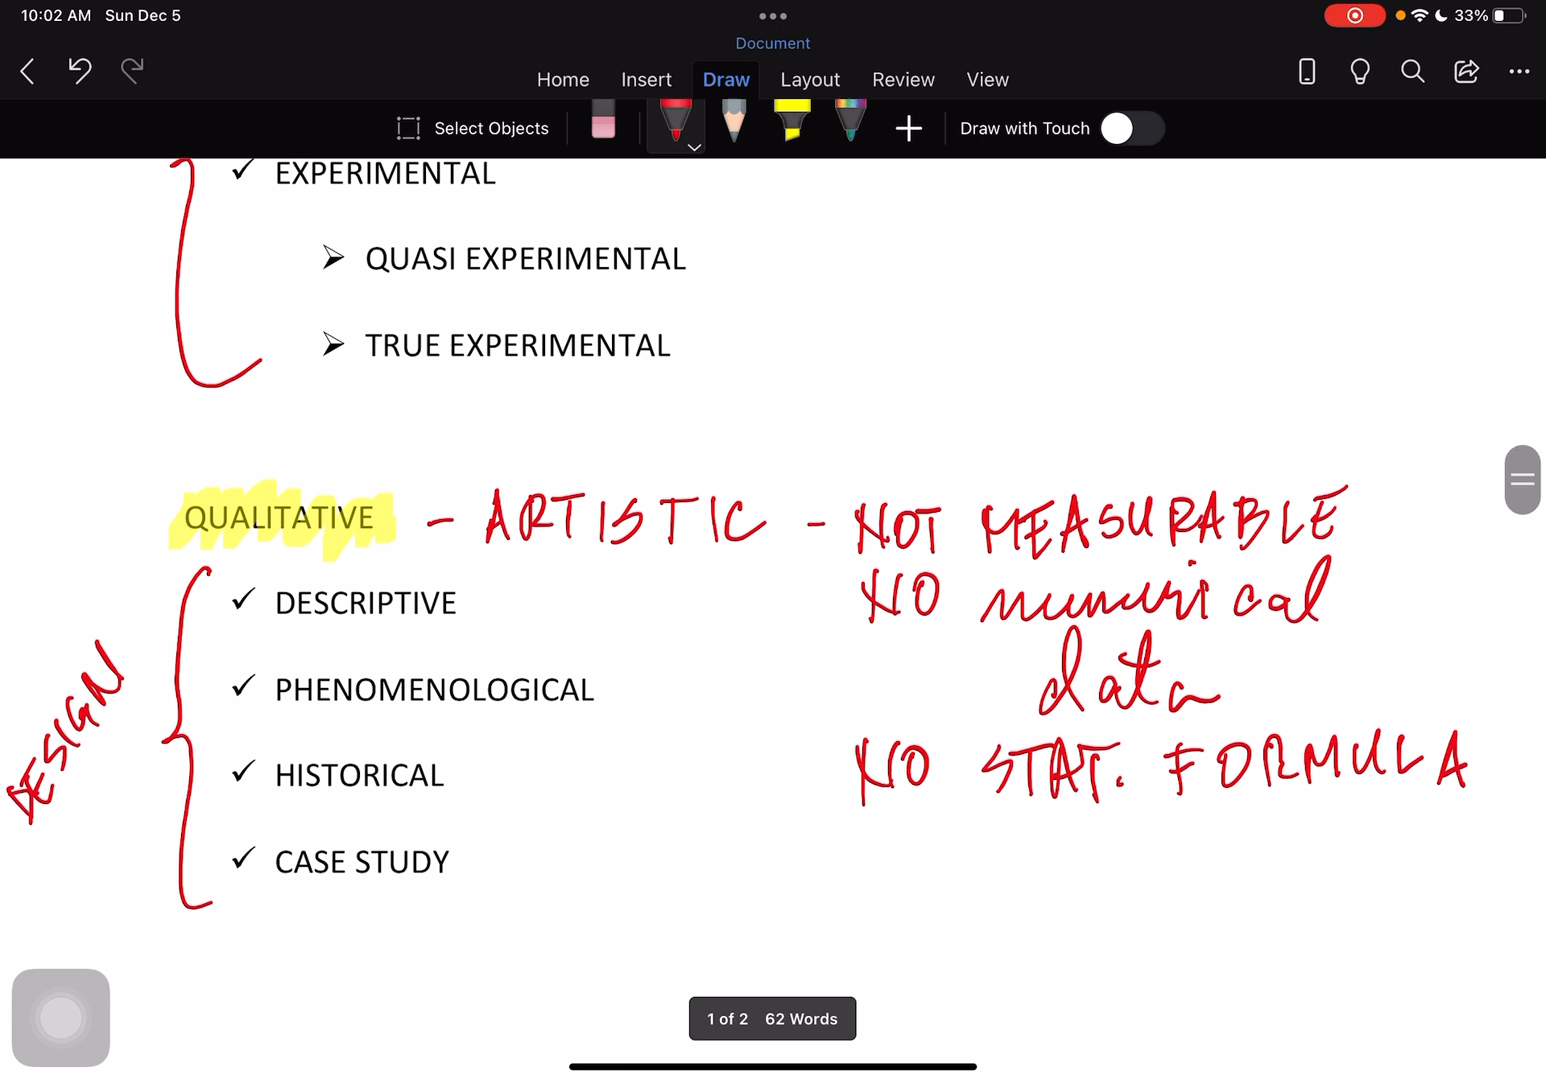 10:02 AM Sun Dec 5
33%
Document
Home Insert Draw Layout Review View
Select Objects
Draw with Touch
✓ EXPERIMENTAL
➢ QUASI EXPERIMENTAL
➢ TRUE EXPERIMENTAL
QUALITATIVE - ARTISTIC - NOT MEASURABLE
✓ DESCRIPTIVE
NO numerical
data
✓ PHENOMENOLOGICAL
DESIGN
✓ HISTORICAL
NO STAT. FORMULA
✓ CASE STUDY
1 of 2 62 Words